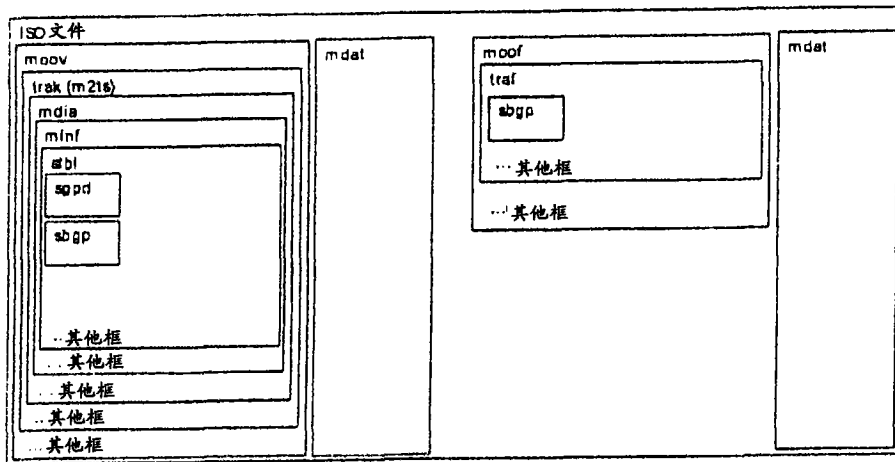 ISO文件
moov
trak (m2ts)
mdia
minf
stbl
sgpd
sbgp
...其他框
...其他框
...其他框
...其他框
...其他框
mdat
moof
traf
sbgp
...其他框
...其他框
mdat